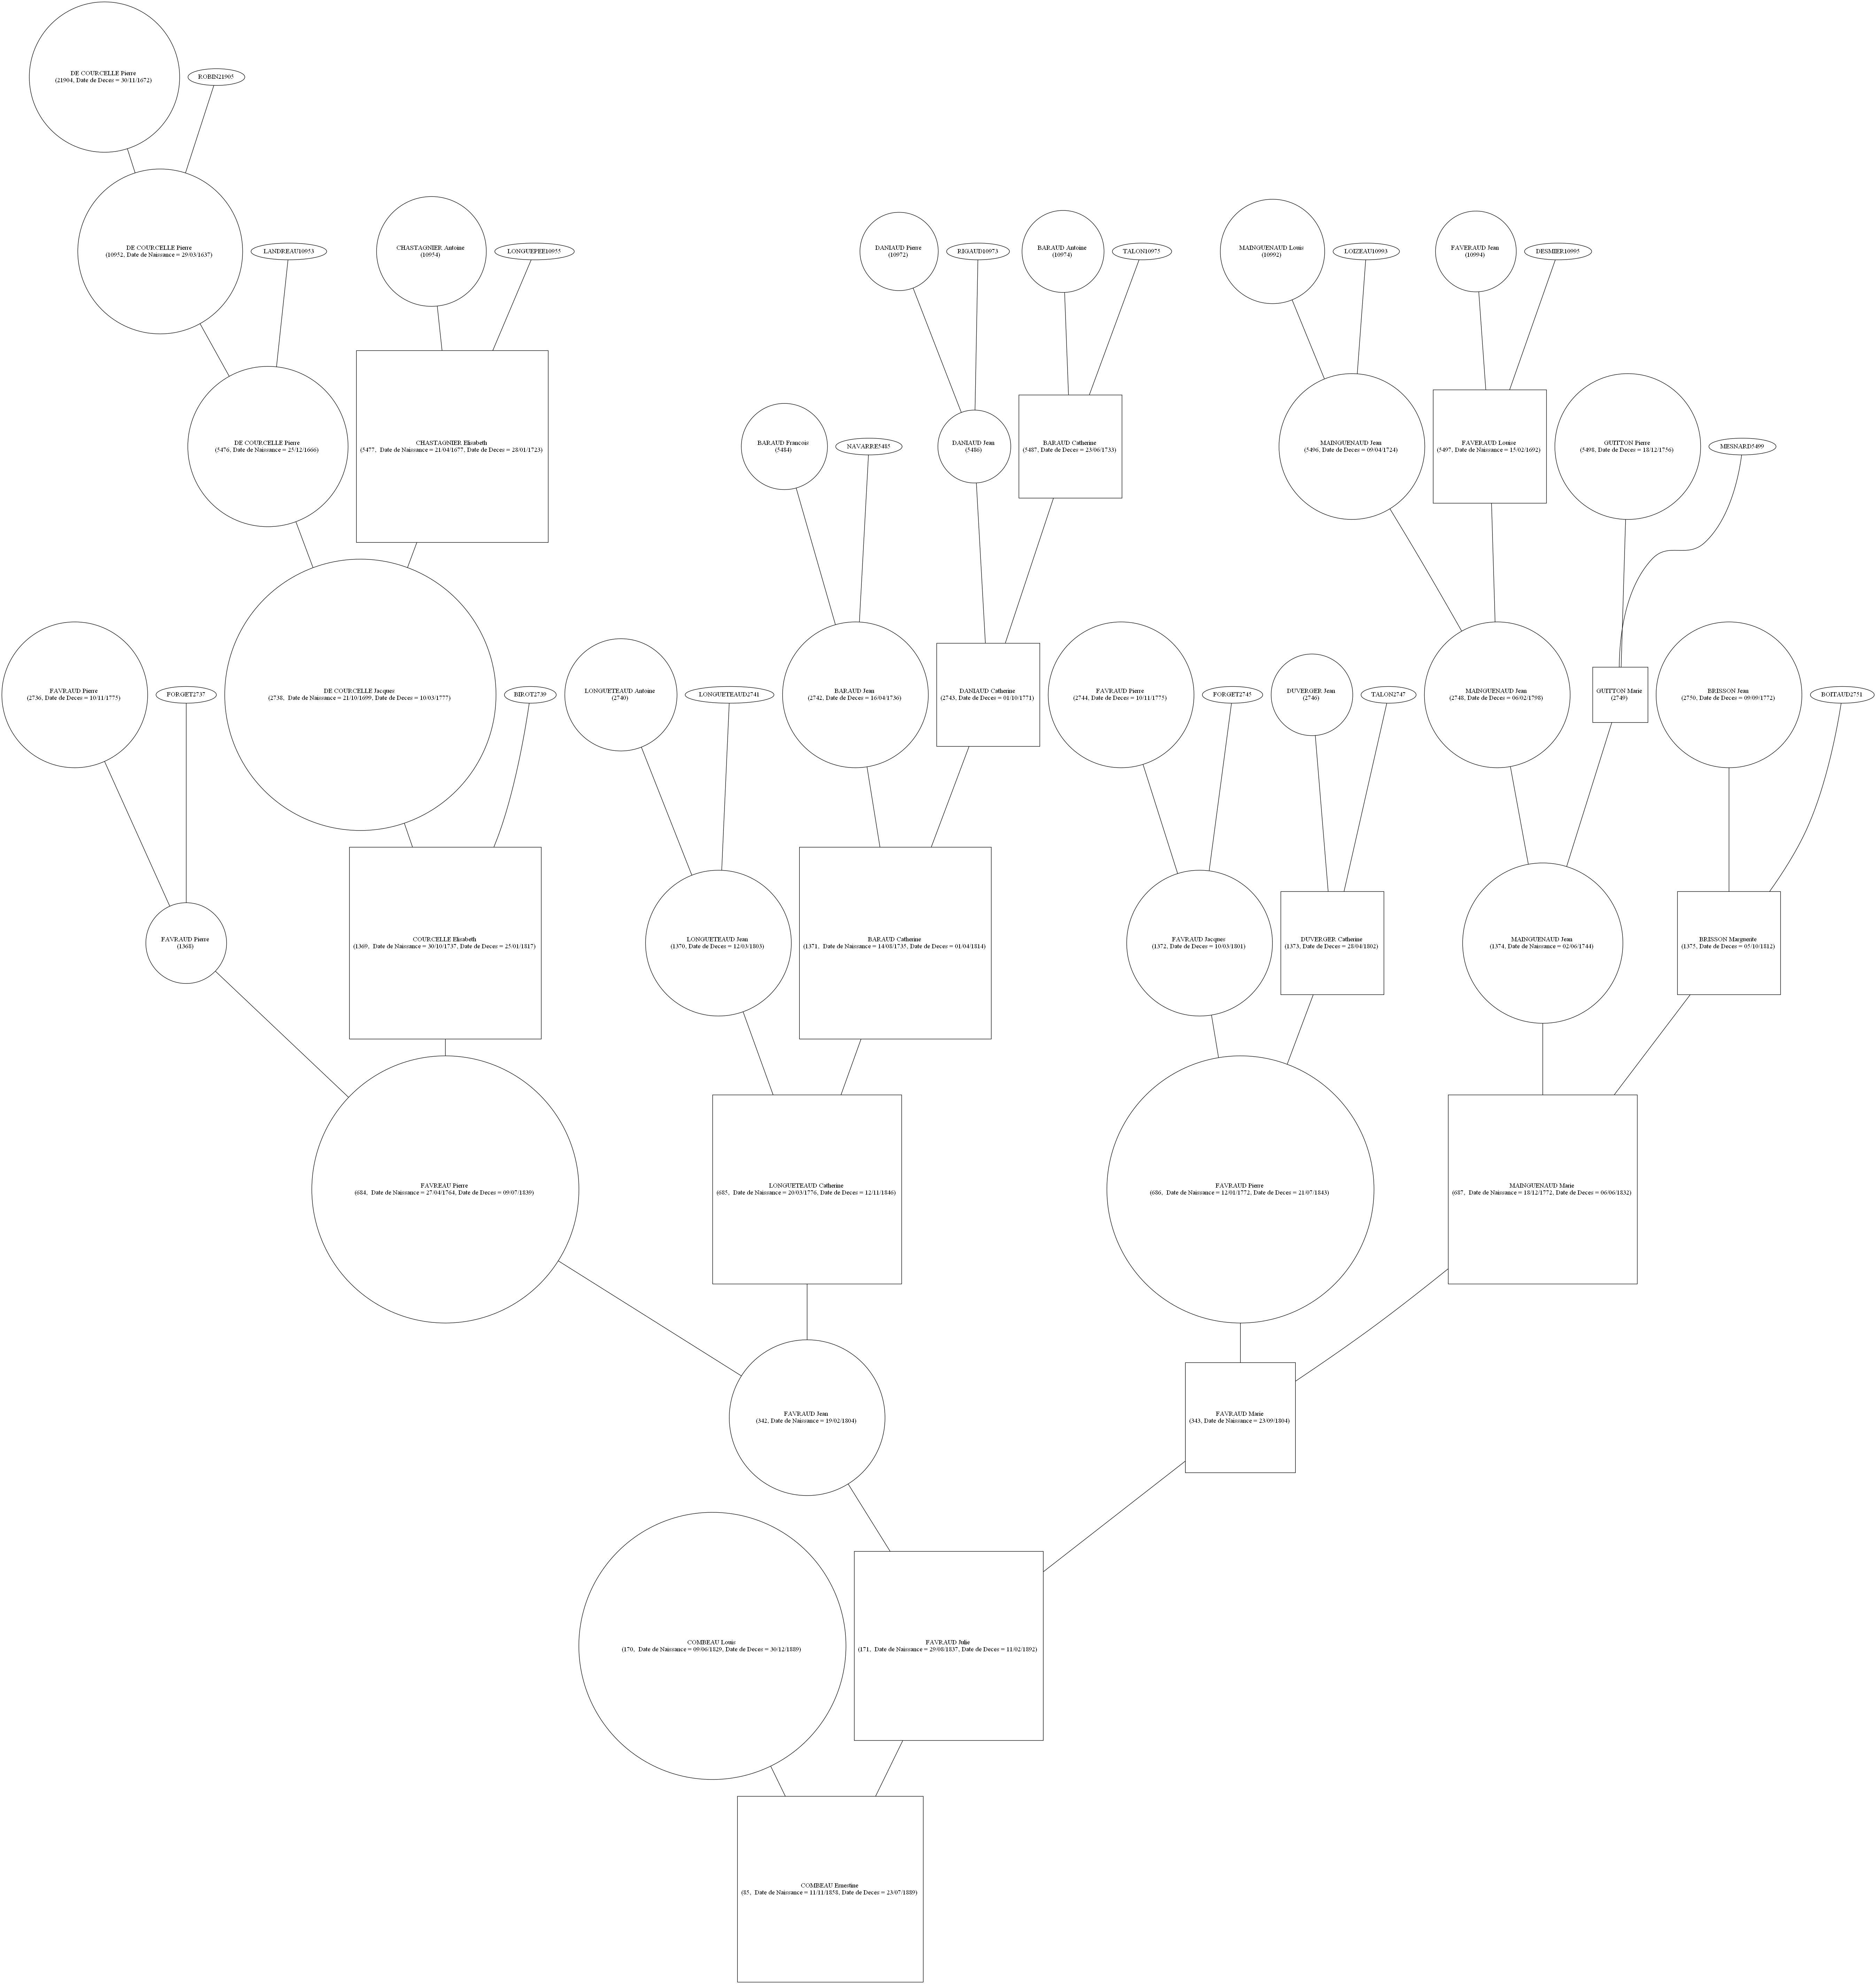 DE COURCELLE Pierre
(21904, Date de Deces = 30/11/1672)
ROBIN21905
DE COURCELLE Pierre
(10952, Date de Naissance = 29/03/1637)
LANDREAU10953
CHASTAGNIER Antoine
(10954)
LONGUEPEE10955
DANIAUD Pierre
(10972)
RIGAUD10973
BARAUD Antoine
(10974)
TALON10975
MAINGUENAUD Louis
(10992)
LOIZEAU10993
FAVERAUD Jean
(10994)
DESMIER10995
DE COURCELLE Pierre
(5476, Date de Naissance = 25/12/1666)
CHASTAGNIER Elisabeth
(5477,  Date de Naissance = 21/04/1677, Date de Deces = 28/01/1723)
BARAUD Francois
(5484)
NAVARRE5485
DANIAUD Jean
(5486)
BARAUD Catherine
(5487, Date de Deces = 23/06/1733)
MAINGUENAUD Jean
(5496, Date de Deces = 09/04/1724)
FAVERAUD Louise
(5497, Date de Naissance = 15/02/1692)
GUITTON Pierre
(5498, Date de Deces = 18/12/1756)
MESNARD5499
FAVRAUD Pierre
(2736, Date de Deces = 10/11/1775)
FORGET2737
DE COURCELLE Jacques
(2738,  Date de Naissance = 21/10/1699, Date de Deces = 10/03/1777)
BIROT2739
LONGUETEAUD Antoine
(2740)
LONGUETEAUD2741
BARAUD Jean
(2742, Date de Deces = 16/04/1736)
DANIAUD Catherine
(2743, Date de Deces = 01/10/1771)
FAVRAUD Pierre
(2744, Date de Deces = 10/11/1775)
FORGET2745
DUVERGER Jean
(2746)
TALON2747
MAINGUENAUD Jean
(2748, Date de Deces = 06/02/1798)
GUITTON Marie
(2749)
BRISSON Jean
(2750, Date de Deces = 09/09/1772)
BOITAUD2751
FAVRAUD Pierre
(1368)
COURCELLE Elisabeth
(1369,  Date de Naissance = 30/10/1737, Date de Deces = 25/01/1817)
LONGUETEAUD Jean
(1370, Date de Deces = 12/03/1803)
BARAUD Catherine
(1371,  Date de Naissance = 14/08/1735, Date de Deces = 01/04/1814)
FAVRAUD Jacques
(1372, Date de Deces = 10/03/1801)
DUVERGER Catherine
(1373, Date de Deces = 28/04/1802)
MAINGUENAUD Jean
(1374, Date de Naissance = 02/06/1744)
BRISSON Marguerite
(1375, Date de Deces = 05/10/1812)
FAVREAU Pierre
(684,  Date de Naissance = 27/04/1764, Date de Deces = 09/07/1839)
LONGUETEAUD Catherine
(685,  Date de Naissance = 20/03/1776, Date de Deces = 12/11/1846)
FAVRAUD Pierre
(686,  Date de Naissance = 12/01/1772, Date de Deces = 21/07/1843)
MAINGUENAUD Marie
(687,  Date de Naissance = 18/12/1772, Date de Deces = 06/06/1832)
FAVRAUD Jean
(342, Date de Naissance = 19/02/1804)
FAVRAUD Marie
(343, Date de Naissance = 23/09/1804)
COMBEAU Louis
(170,  Date de Naissance = 09/06/1829, Date de Deces = 30/12/1889)
FAVRAUD Julie
(171,  Date de Naissance = 29/08/1837, Date de Deces = 11/02/1892)
COMBEAU Ernestine
(85,  Date de Naissance = 11/11/1858, Date de Deces = 23/07/1889)